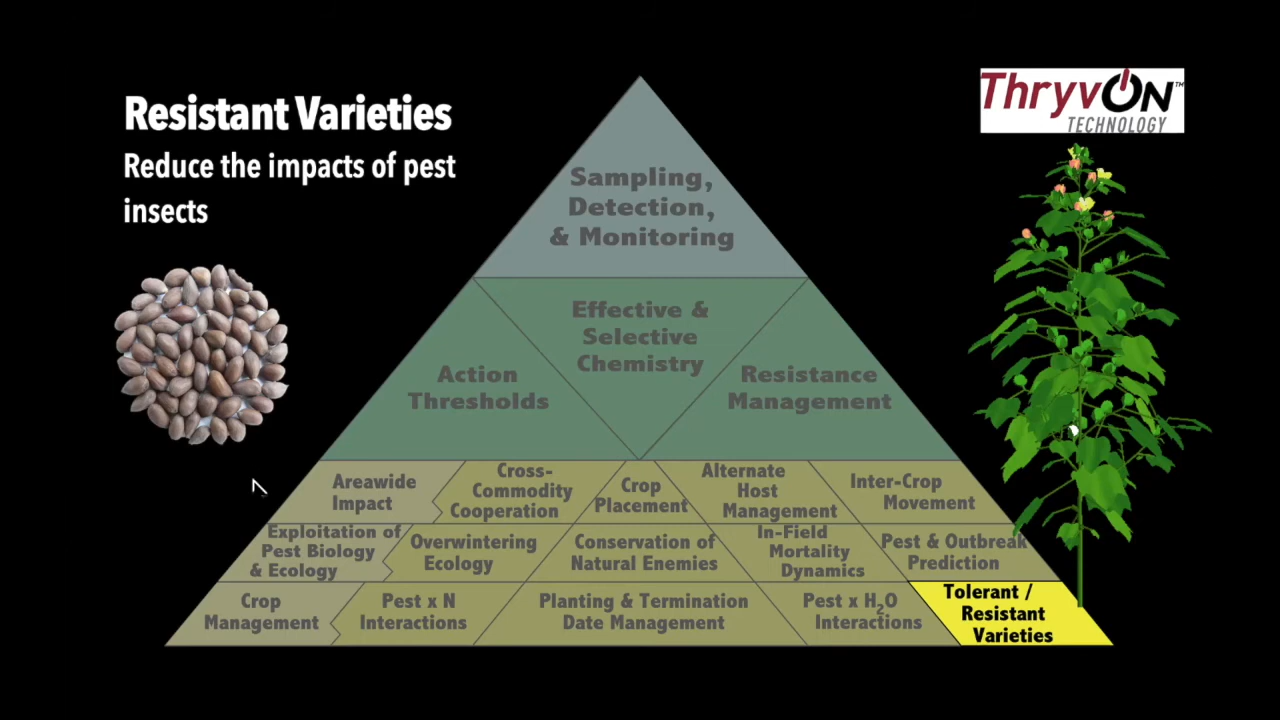 Resistant Varieties
Reduce the impacts of pest
insects
ThryvOn™
TECHNOLOGY
Sampling,
Detection,
& Monitoring
Effective &
Selective
Chemistry
Action
Thresholds
Resistance
Management
Areawide
Impact
Cross-
Commodity
Cooperation
Crop
Placement
Alternate
Host
Management
Inter-Crop
Movement
Exploitation of
Pest Biology
& Ecology
Overwintering
Ecology
Conservation of
Natural Enemies
In-Field
Mortality
Dynamics
Pest & Outbreak
Prediction
Crop
Management
Pest x N
Interactions
Planting & Termination
Date Management
Pest x H₂O
Interactions
Tolerant /
Resistant
Varieties